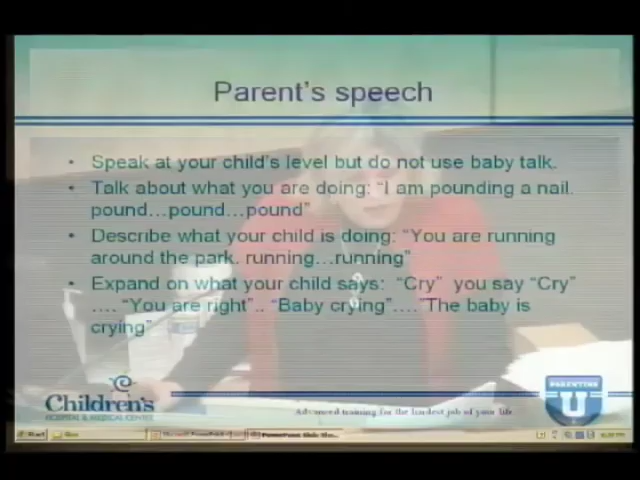 Parent's speech
• Speak at your child's level but do not use baby talk.
• Talk about what you are doing: "I am pounding a nail.
pound…pound…pound"
• Describe what your child is doing: "You are running
around the park. running…running"
• Expand on what your child says: "Cry" you say "Cry"
…. "You are right".. "Baby crying"…."The baby is
crying"
Children's
HOSPITAL & MEDICAL CENTER
Advanced training for the hardest job of your life
PARENTING
U
Start